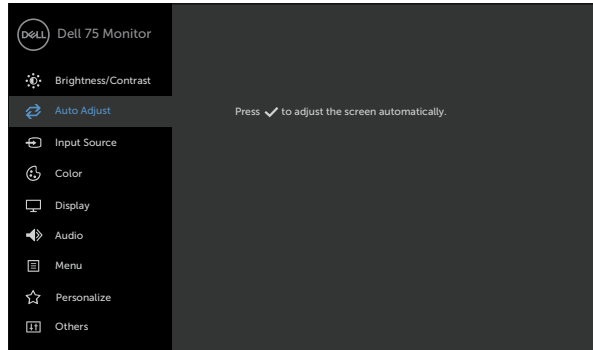 DELL Dell 75 Monitor
Brightness/Contrast
Auto Adjust
Press ✓ to adjust the screen automatically.
Input Source
Color
Display
Audio
Menu
Personalize
Others